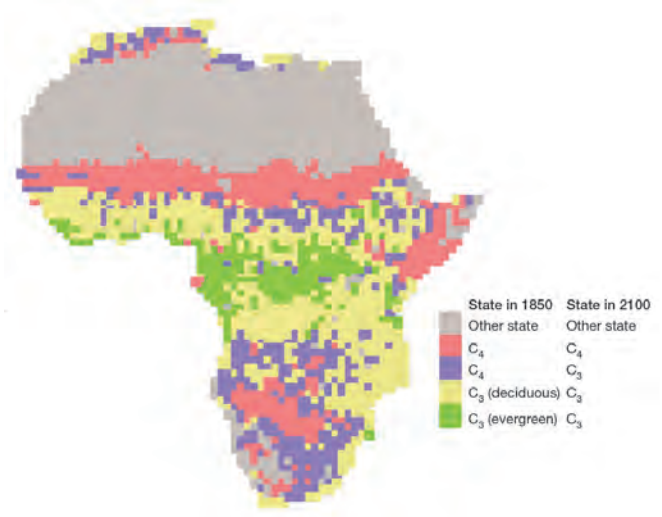 State in 1850 State in 2100
Other state Other state
C₄ C₄
C₄ C₃
C₃ (deciduous) C₃
C₃ (evergreen) C₃